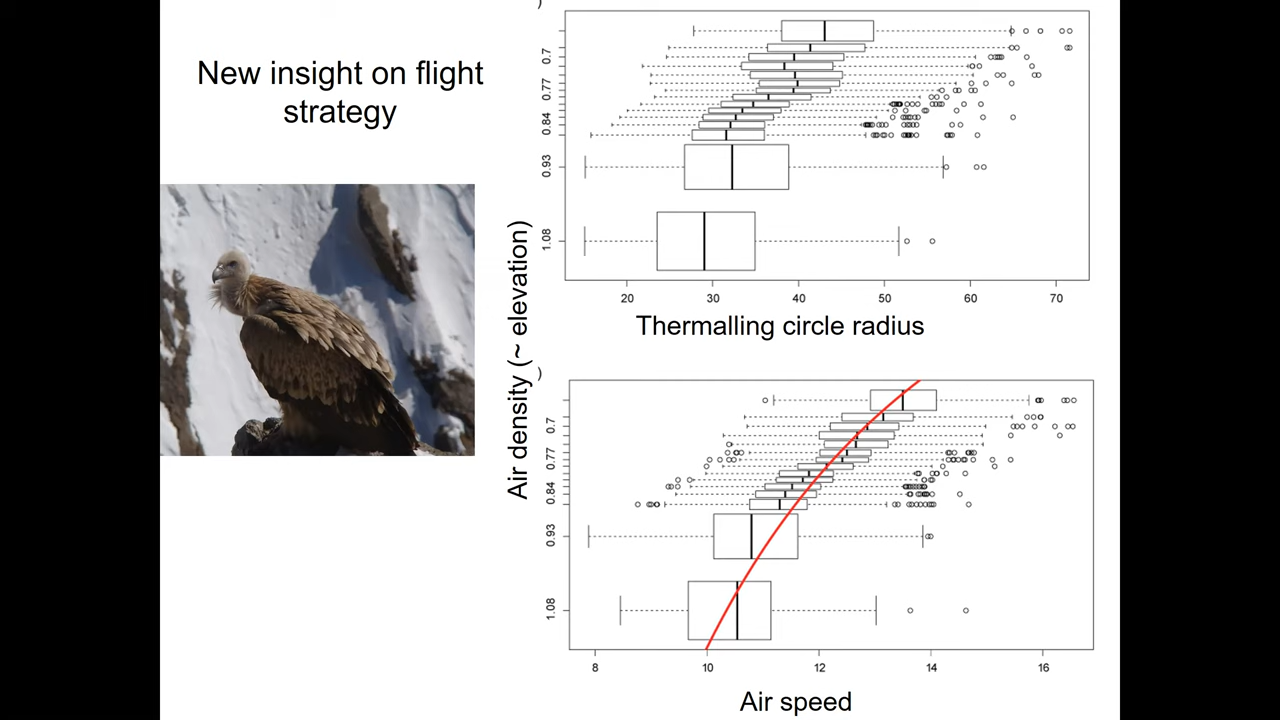 New insight on flight
strategy
Air density (~ elevation)
)
0.7
0.77
0.84
0.93
1.08
20 30 40 50 60 70
Thermalling circle radius
)
0.7
0.77
0.84
0.93
1.08
8 10 12 14 16
Air speed